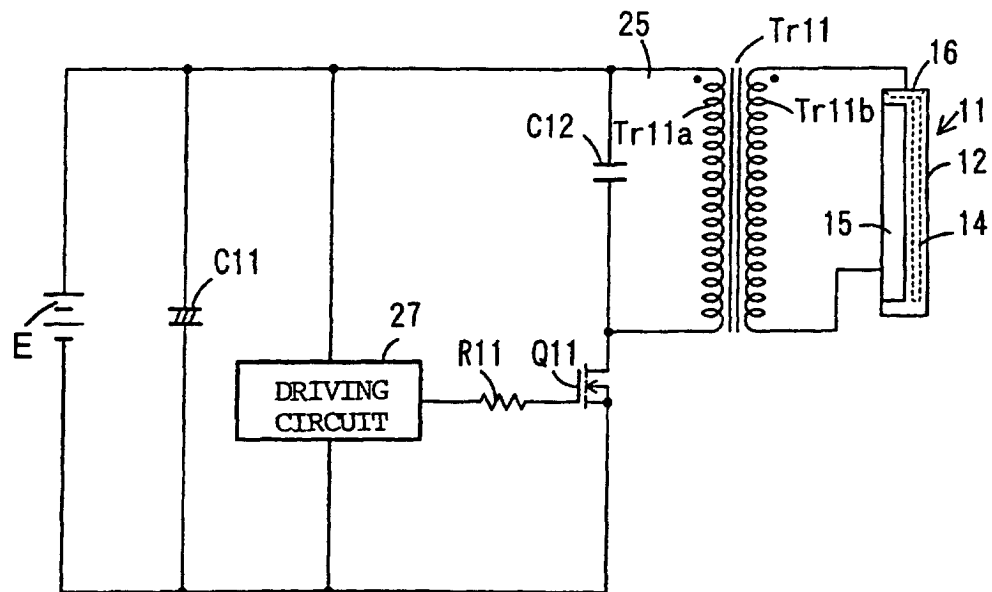 25
Tr11
16
11
C12
Tr11a
Tr11b
12
15
14
C11
E
27
R11
Q11
DRIVING
CIRCUIT